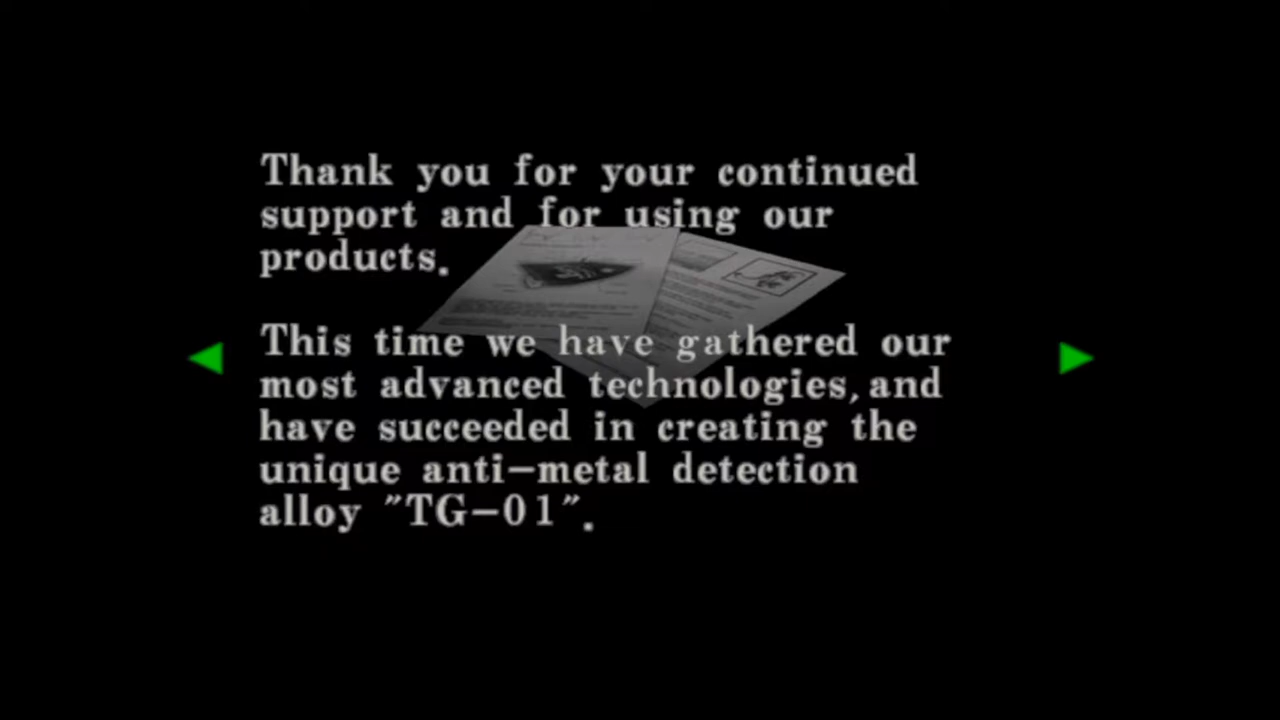 Thank you for your continued
support and for using our
products.
This time we have gathered our
most advanced technologies, and
have succeeded in creating the
unique anti-metal detection
alloy "TG-01".